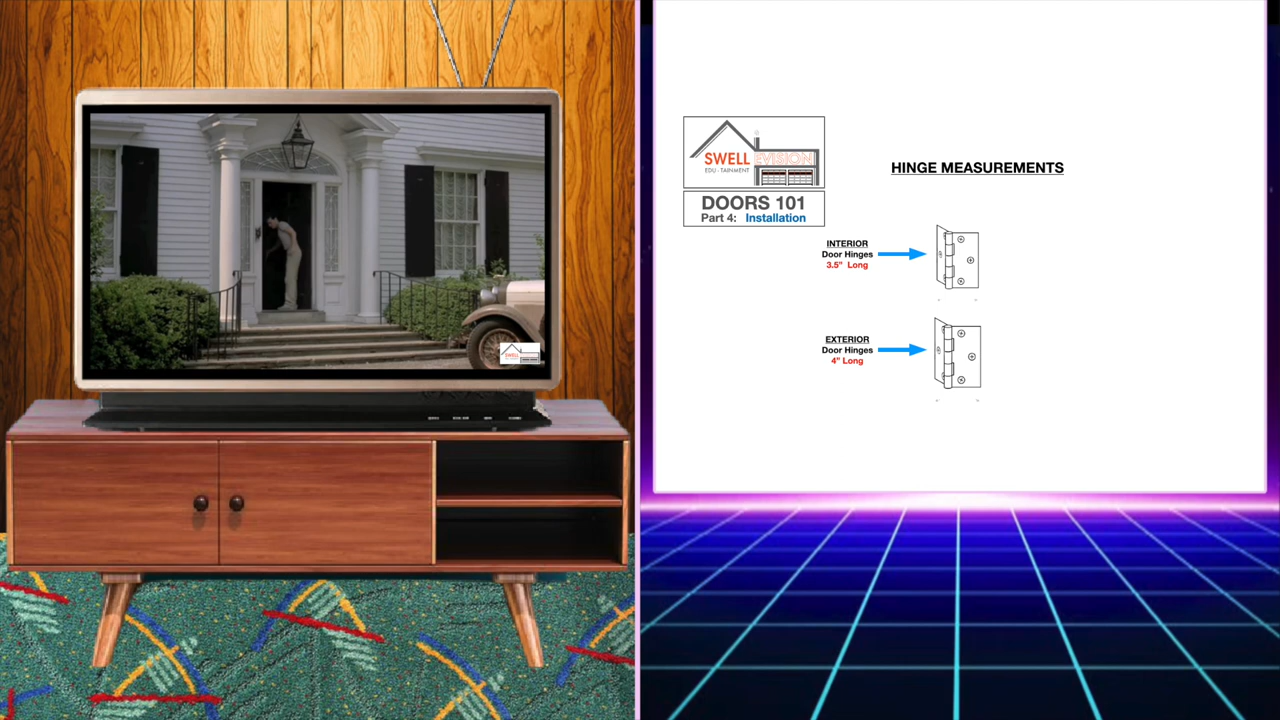 SWELL EVISION
EDU - TAINMENT
DOORS 101
Part 4: Installation
HINGE MEASUREMENTS
INTERIOR
Door Hinges
3.5" Long
EXTERIOR
Door Hinges
4" Long